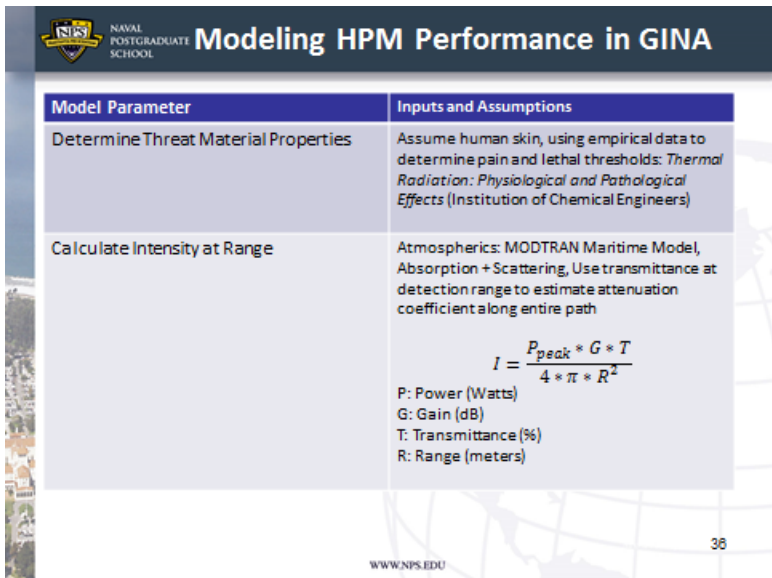 NPS
NAVAL
POSTGRADUATE
SCHOOL
Modeling HPM Performance in GINA
Model Parameter
Inputs and Assumptions
Determine Threat Material Properties
Assume human skin, using empirical data to
determine pain and lethal thresholds: Thermal
Radiation: Physiological and Pathological
Effects (Institution of Chemical Engineers)
Calculate Intensity at Range
Atmospherics: MODTRAN Maritime Model,
Absorption + Scattering, Use transmittance at
detection range to estimate attenuation
coefficient along entire path
I = P_peak * G * T / 4 * π * R^2
P: Power (Watts)
G: Gain (dB)
T: Transmittance (%)
R: Range (meters)
36
WWW.NPS.EDU